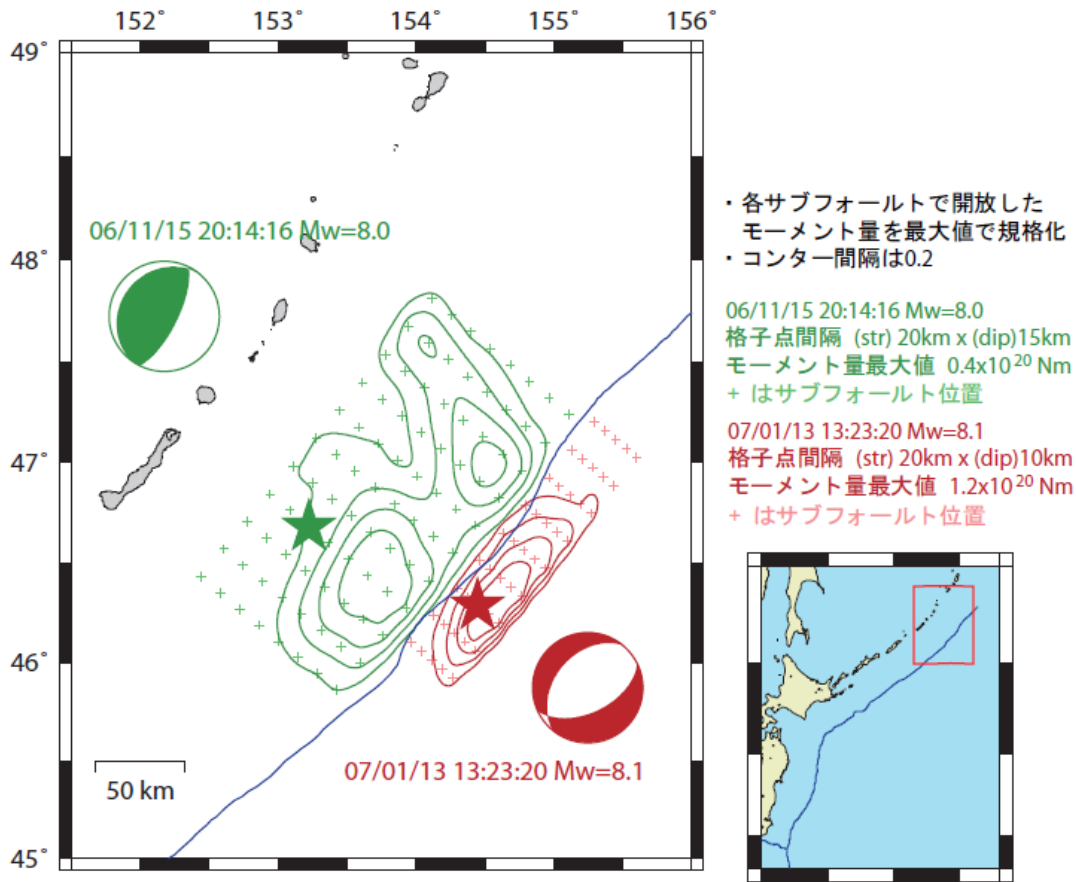 152° 153° 154° 155° 156°
49°
48°
47°
46°
45°
06/11/15 20:14:16 Mw=8.0
07/01/13 13:23:20 Mw=8.1
50 km
・各サブフォールトで開放した
モーメント量を最大値で規格化
・コンター間隔は0.2
06/11/15 20:14:16 Mw=8.0
格子点間隔 (str) 20km x (dip)15km
モーメント量最大値 0.4x10²⁰ Nm
+ はサブフォールト位置
07/01/13 13:23:20 Mw=8.1
格子点間隔 (str) 20km x (dip)10km
モーメント量最大値 1.2x10²⁰ Nm
+ はサブフォールト位置